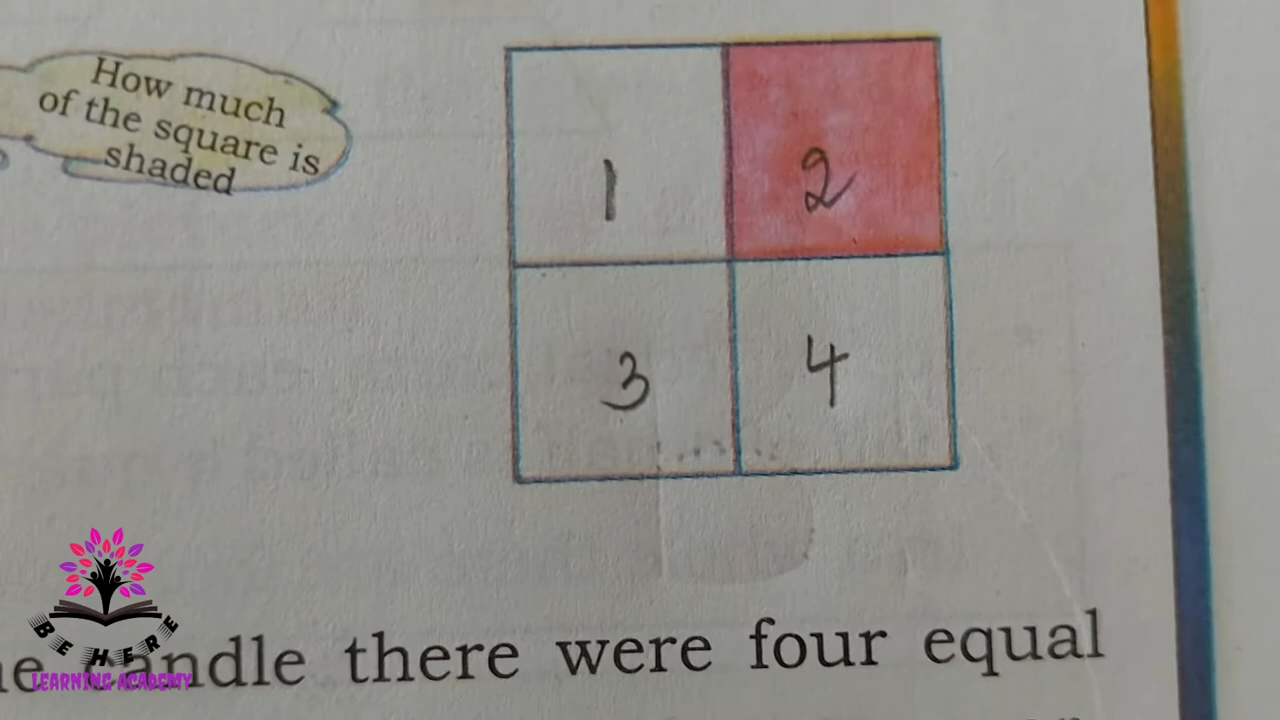 How much
of the square is
shaded
1
2
3
4
there were four equal
BE HERE
LEARNING ACADEMY